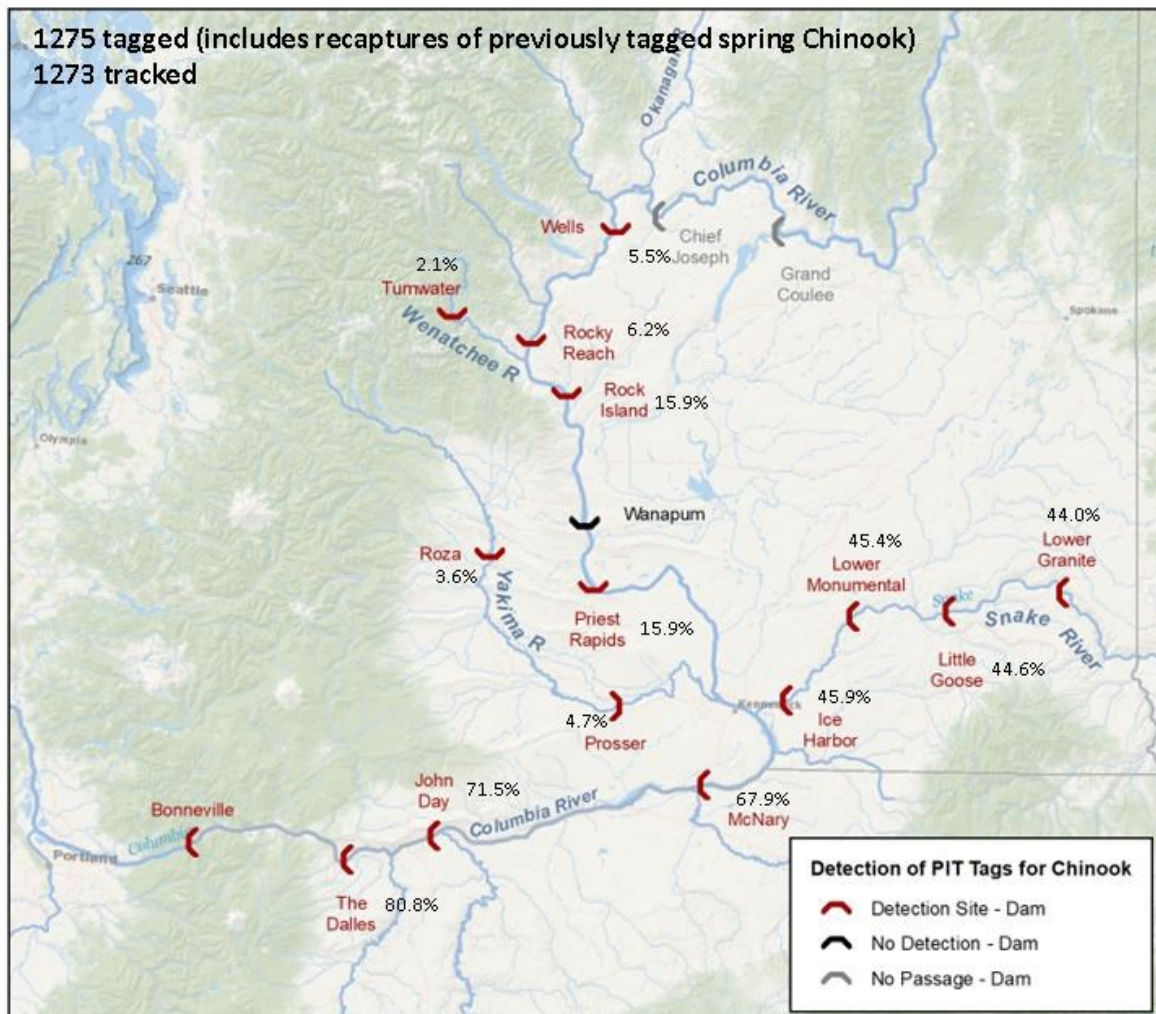 1275 tagged (includes recaptures of previously tagged spring Chinook)
1273 tracked
Okanagan R
Columbia River
Wells
5.5%
Chief
Joseph
Grand
Coulee
267
Seattle
Spokane
2.1%
Tumwater
Wenatchee R
Rocky
Reach
6.2%
Rock
Island
15.9%
Olympia
Wanapum
Roza
3.6%
Yakima R
Priest
Rapids
15.9%
45.4%
Lower
Monumental
44.0%
Lower
Granite
Snake
Snake River
Little
Goose
44.6%
Kennewick
45.9%
Ice
Harbor
4.7%
Prosser
John
Day
71.5%
Columbia River
67.9%
McNary
Bonneville
Columbia
Portland
The
Dalles
80.8%
Detection of PIT Tags for Chinook
Detection Site - Dam
No Detection - Dam
No Passage - Dam